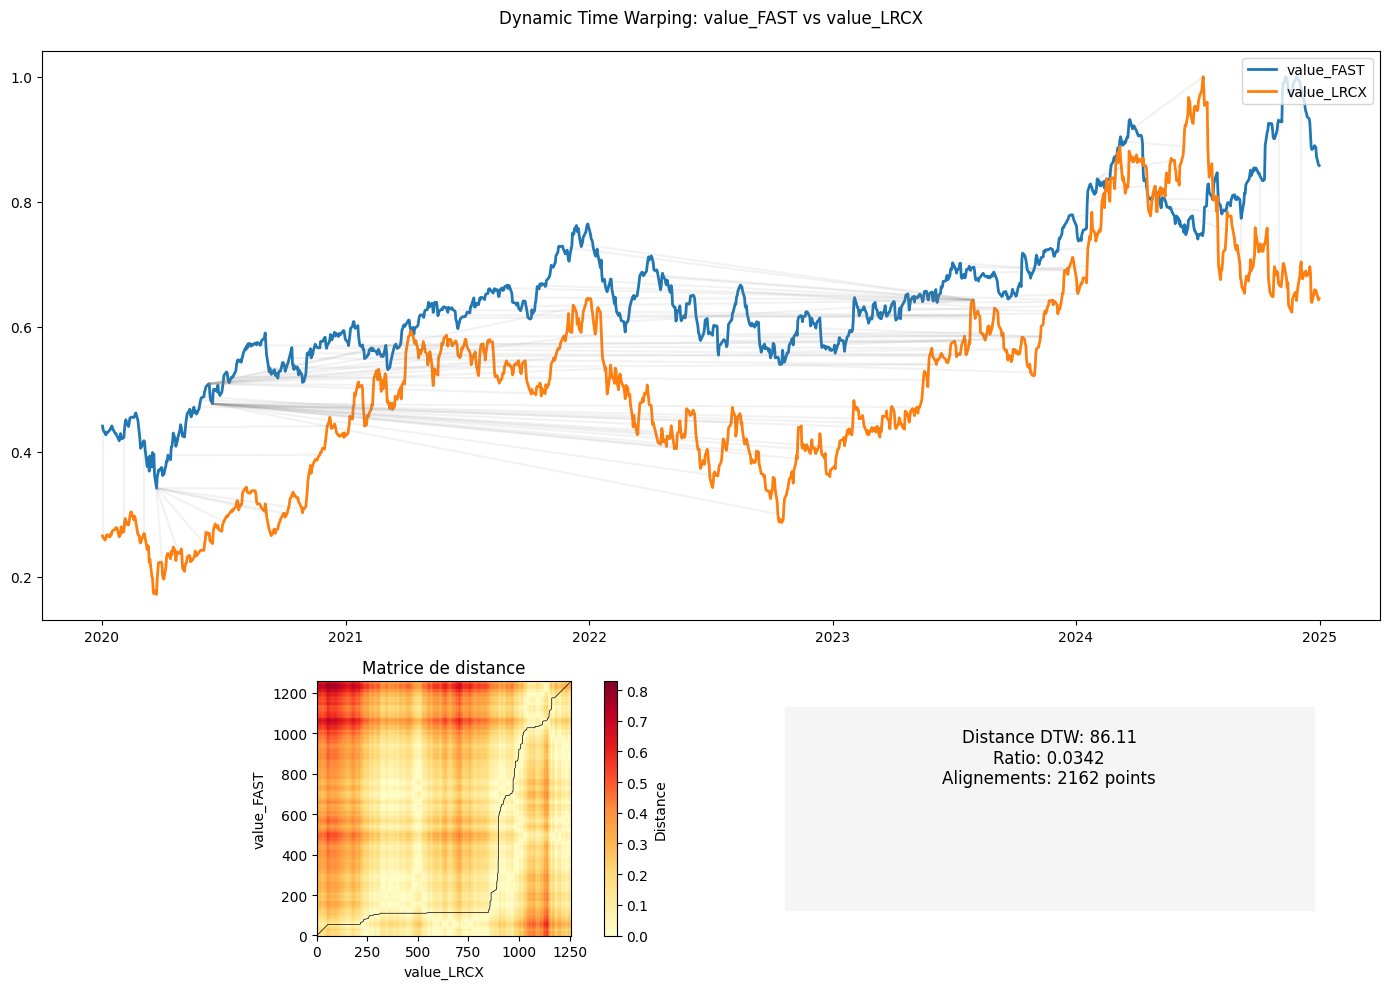 Dynamic Time Warping: value_FAST vs value_LRCX
value_FAST
value_LRCX
1.0
0.8
0.6
0.4
0.2
2020 2021 2022 2023 2024 2025
Matrice de distance
value_FAST
1200
1000
800
600
400
200
0
0 250 500 750 1000 1250
value_LRCX
0.8
0.7
0.6
0.5
0.4
0.3
0.2
0.1
0.0
Distance
Distance DTW: 86.11
Ratio: 0.0342
Alignements: 2162 points